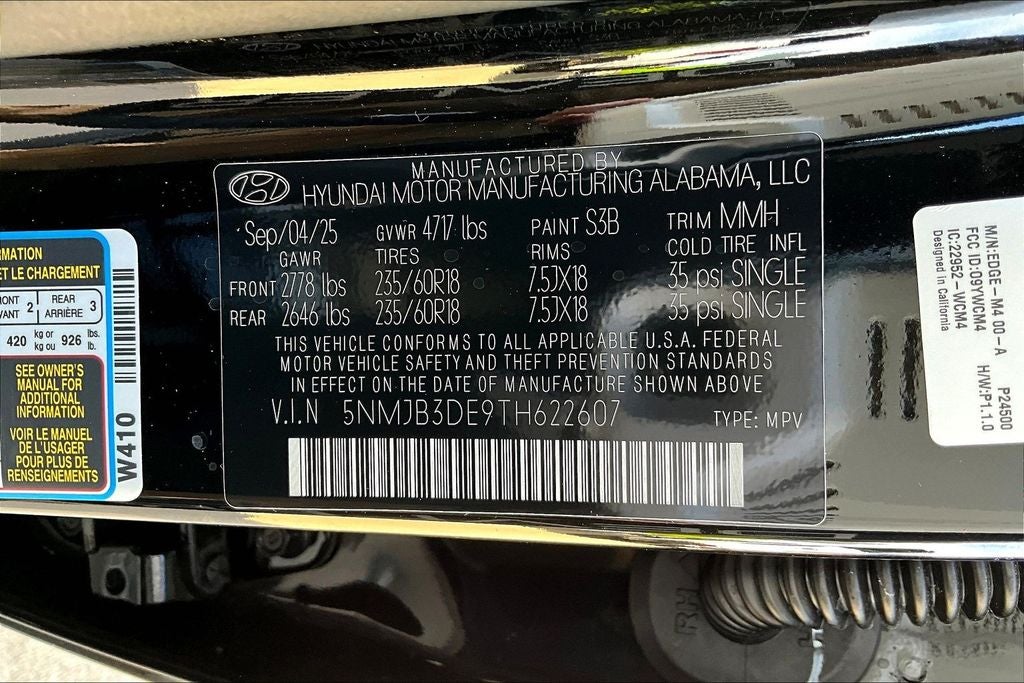 MANUFACTURED BY
HYUNDAI MOTOR MANUFACTURING ALABAMA, LLC
Sep/04/25 GVWR 4717 lbs PAINT S3B TRIM MMH
GAWR TIRES RIMS COLD TIRE INFL
FRONT 2778 lbs 235/60R18 7.5JX18 35 psi SINGLE
REAR 2646 lbs 235/60R18 7.5JX18 35 psi SINGLE
THIS VEHICLE CONFORMS TO ALL APPLICABLE U.S.A. FEDERAL
MOTOR VEHICLE SAFETY AND THEFT PREVENTION STANDARDS
IN EFFECT ON THE DATE OF MANUFACTURE SHOWN ABOVE
V.I.N 5NMJB3DE9TH622607 TYPE: MPV
ET LE CHARGEMENT
2 REAR 3
ARRIÈRE
420 kg or 926 lbs.
kg ou lb.
SEE OWNER'S
MANUAL FOR
ADDITIONAL
INFORMATION
VOIR LE MANUEL
DE L'USAGER
POUR PLUS DE
RENSEIGNEMENTS
W410
M/N:EDGE-M4 00-A P24500
FCC ID:O9YWCM4 H/W:P1.1.0
IC:22952-WCM4
Designed in California
RH